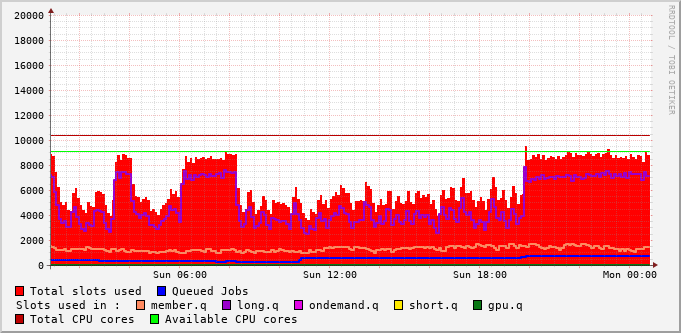 20000
18000
16000
14000
12000
10000
8000
6000
4000
2000
0
Sun 06:00 Sun 12:00 Sun 18:00 Mon 00:00
RRDTOOL / TOBI OETIKER
Total slots used Queued Jobs
Slots used in : member.q long.q ondemand.q short.q gpu.q
Total CPU cores Available CPU cores